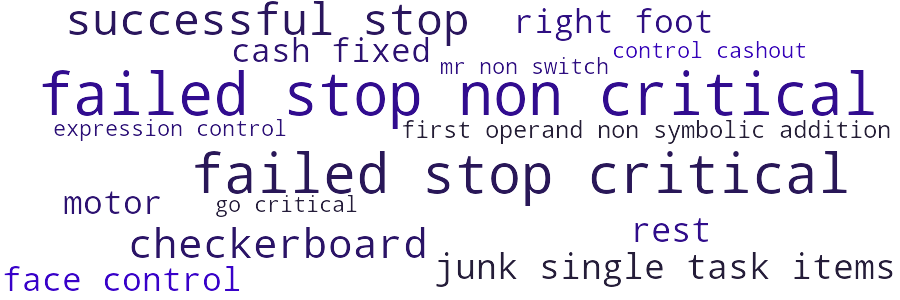 successful stop
right foot
cash fixed
control cashout
mr non switch
failed stop non critical
expression control
first operand non symbolic addition
failed stop critical
motor
go critical
rest
checkerboard
junk single task items
face control